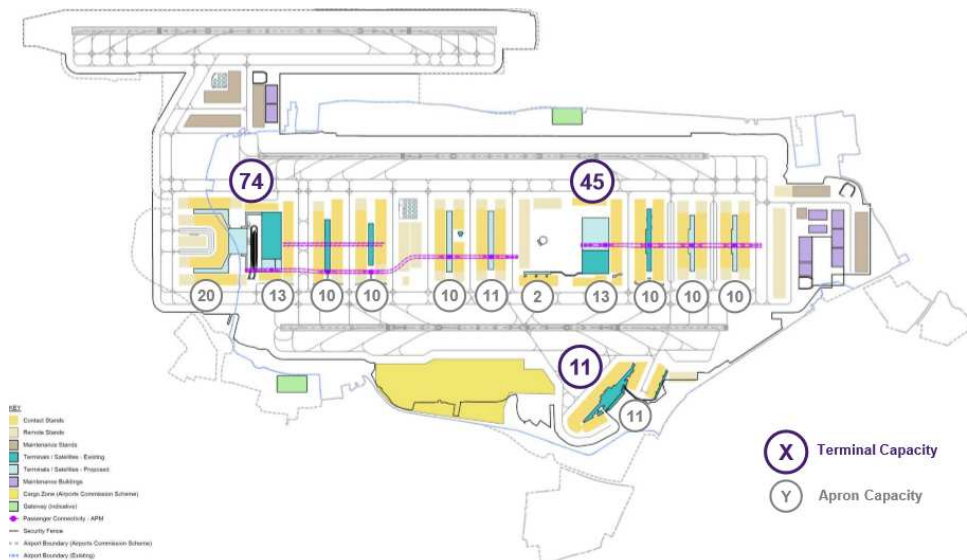 74
45
20
13
10
10
10
11
2
13
10
10
10
11
11
KEY
Contact Stands
Remote Stands
Maintenance Stands
Terminals / Satellites - Existing
Terminals / Satellites - Proposed
Maintenance Buildings
Cargo Zone (Airports Commission Scheme)
Gateway (Indicative)
Passenger Connectivity - APM
Security Fence
Airport Boundary (Airports Commission Scheme)
Airport Boundary (Existing)
X Terminal Capacity
Y Apron Capacity